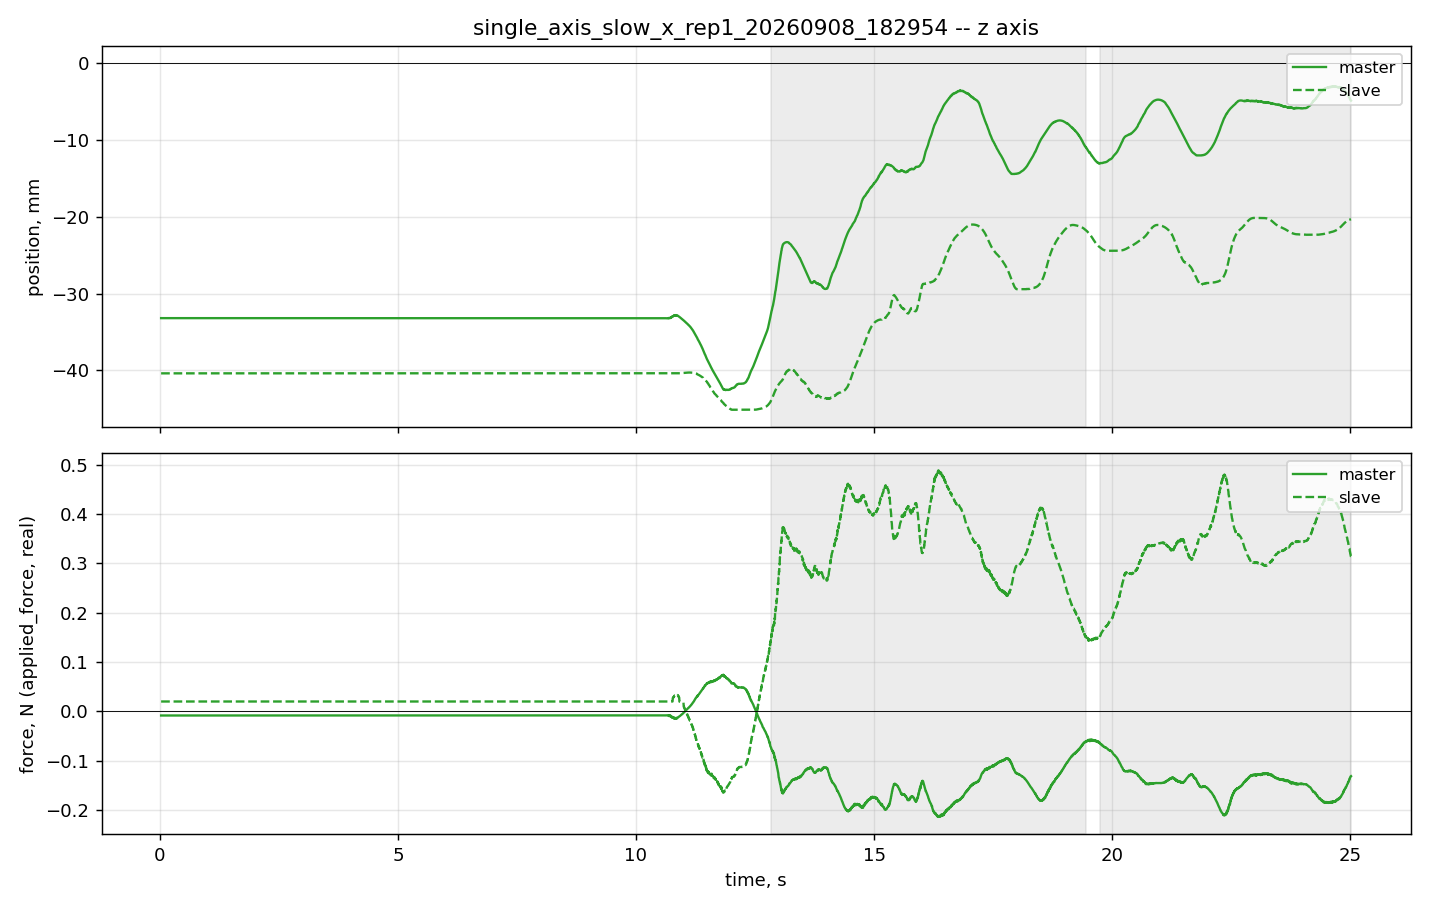 single_axis_slow_x_rep1_20260908_182954 -- z axis
position, mm
0
−10
−20
−30
−40
master
slave
force, N (applied_force, real)
0.5
0.4
0.3
0.2
0.1
0.0
−0.1
−0.2
master
slave
0
5
10
15
20
25
time, s